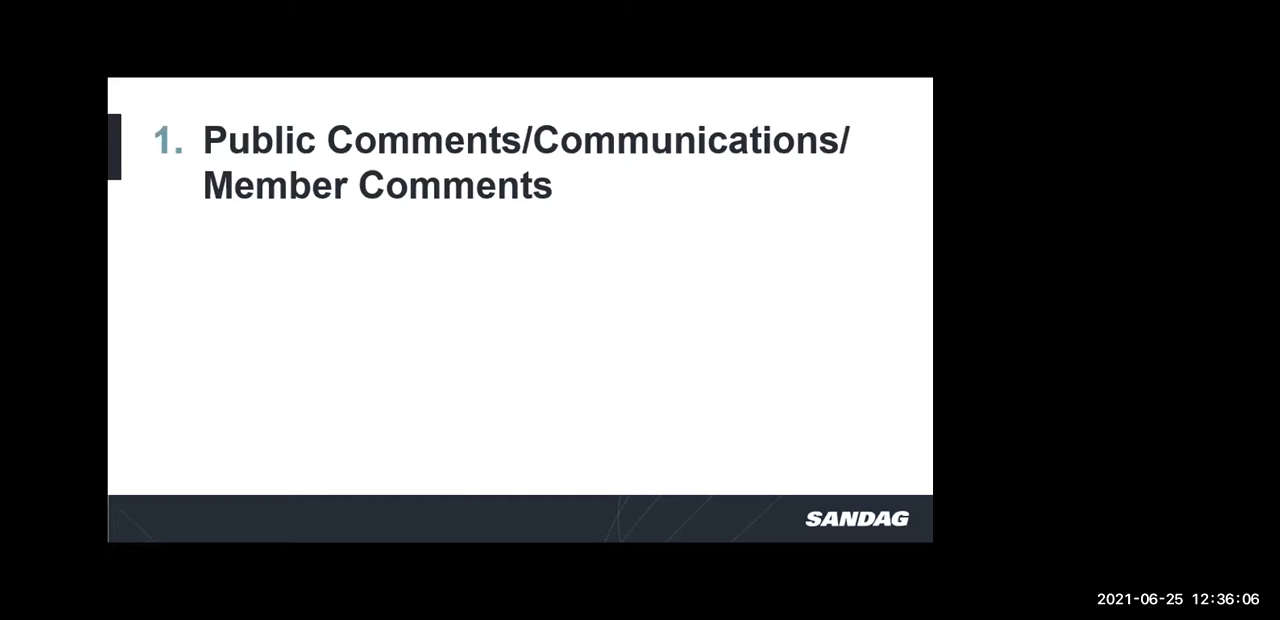 1. Public Comments/Communications/
Member Comments
SANDAG
2021-06-25 12:36:06